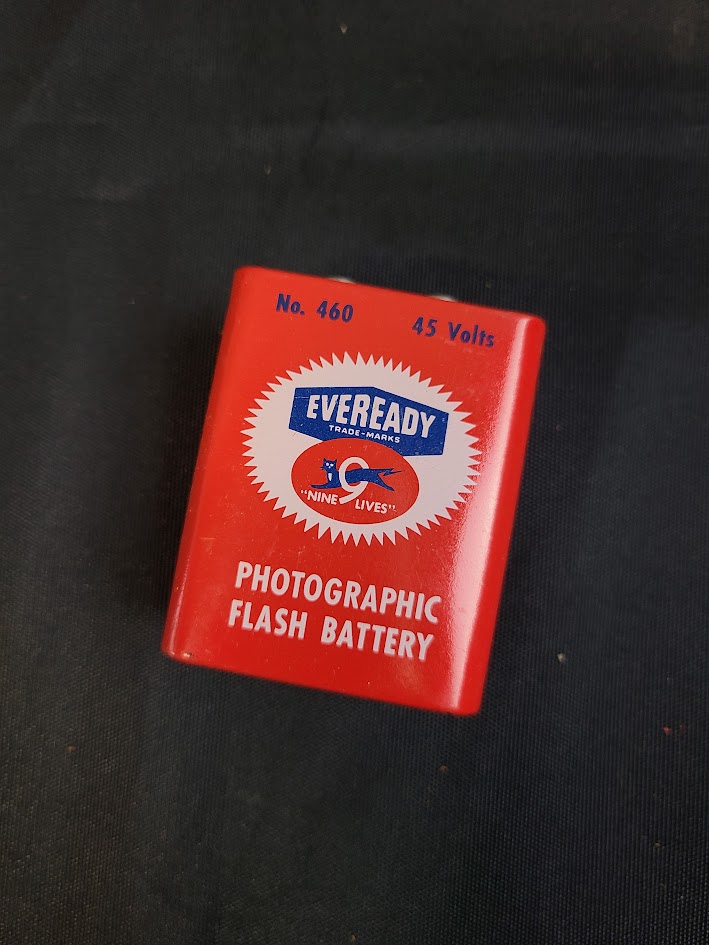 No. 460 45 Volts
EVEREADY
TRADE-MARKS
9
"NINE LIVES"
PHOTOGRAPHIC
FLASH BATTERY